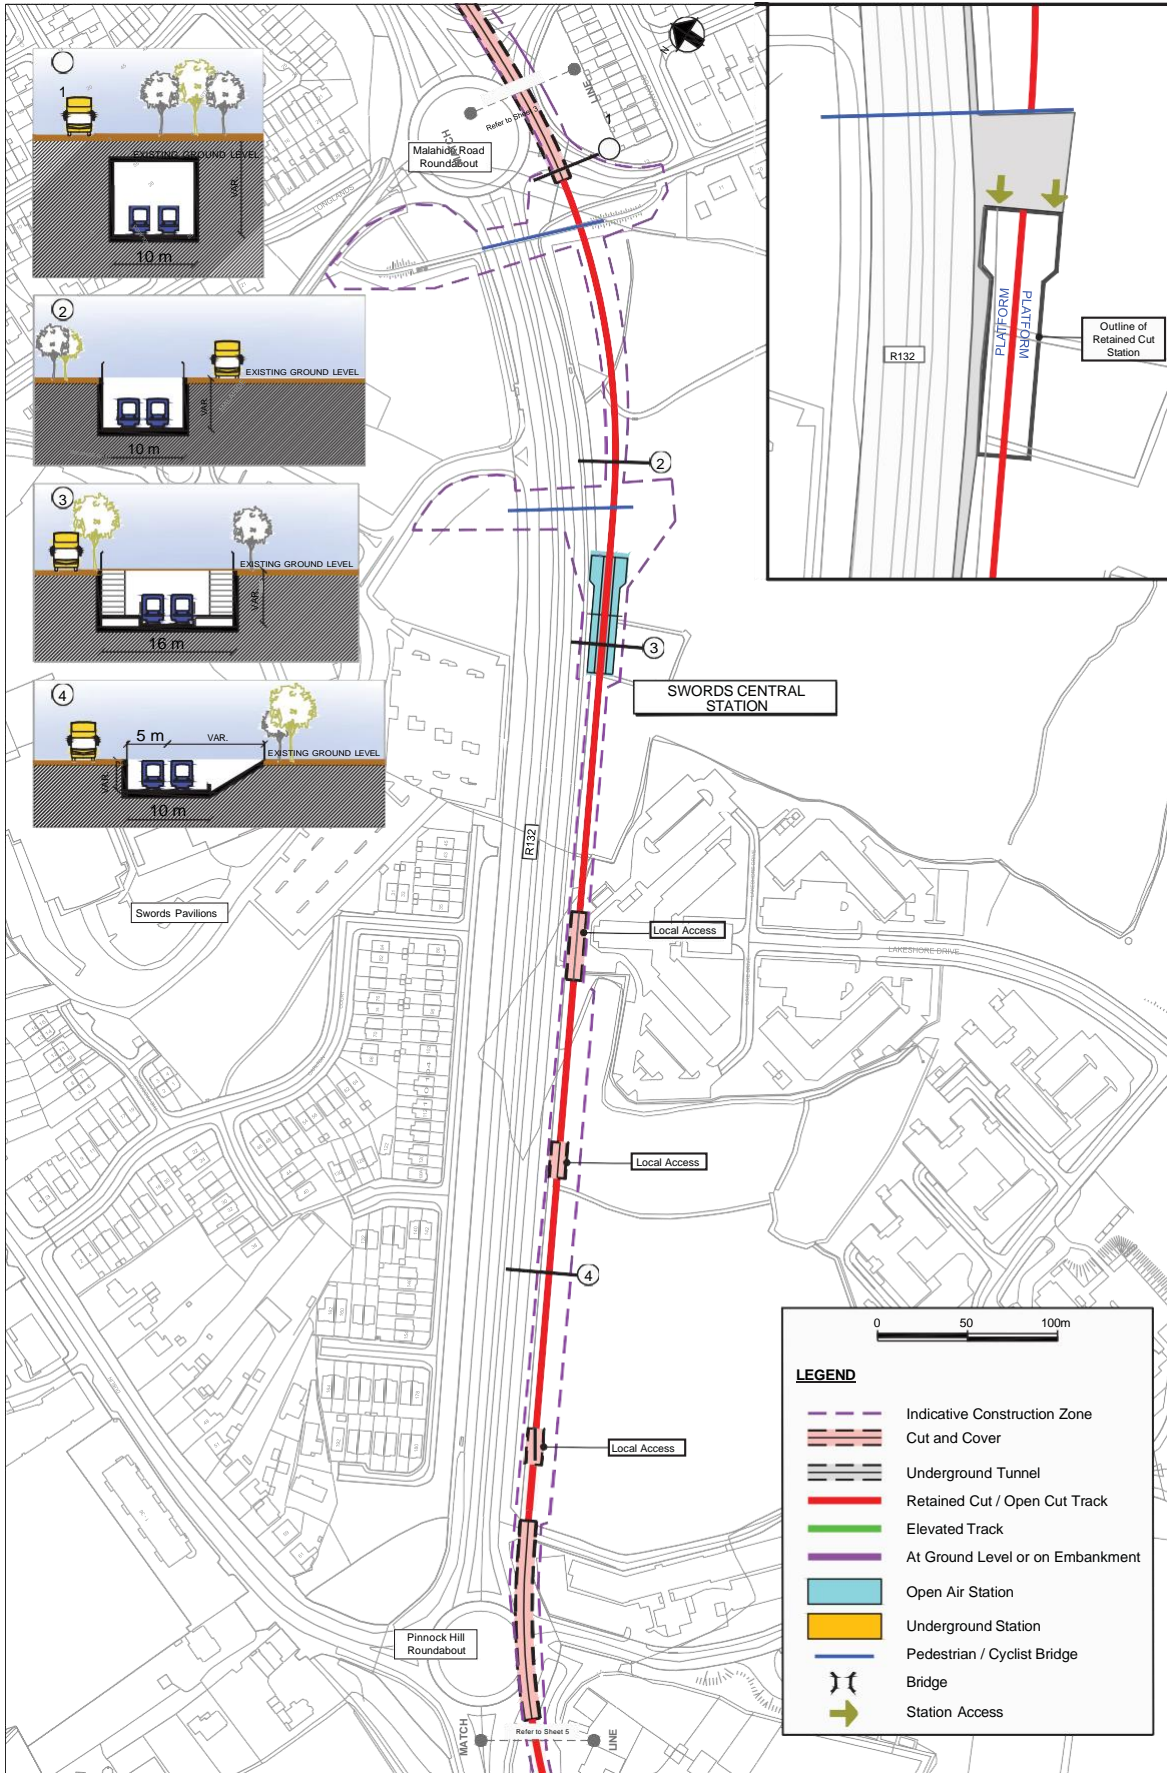 1
EXISTING GROUND LEVEL
VAR.
10 m
2
EXISTING GROUND LEVEL
VAR.
10 m
3
EXISTING GROUND LEVEL
VAR.
16 m
4
5 m
VAR.
EXISTING GROUND LEVEL
VAR.
10 m
N
MATCH
LINE
Refer to Sheet 3
Malahide Road
Roundabout
LONGLANDS
1
2
3
SWORDS CENTRAL
STATION
R132
Swords Pavilions
Local Access
LAKESHORE DRIVE
Local Access
4
Local Access
Pinnock Hill
Roundabout
MATCH
Refer to Sheet 5
LINE
R132
PLATFORM
PLATFORM
Outline of
Retained Cut
Station
0 50 100m
LEGEND
Indicative Construction Zone
Cut and Cover
Underground Tunnel
Retained Cut / Open Cut Track
Elevated Track
At Ground Level or on Embankment
Open Air Station
Underground Station
Pedestrian / Cyclist Bridge
Bridge
Station Access